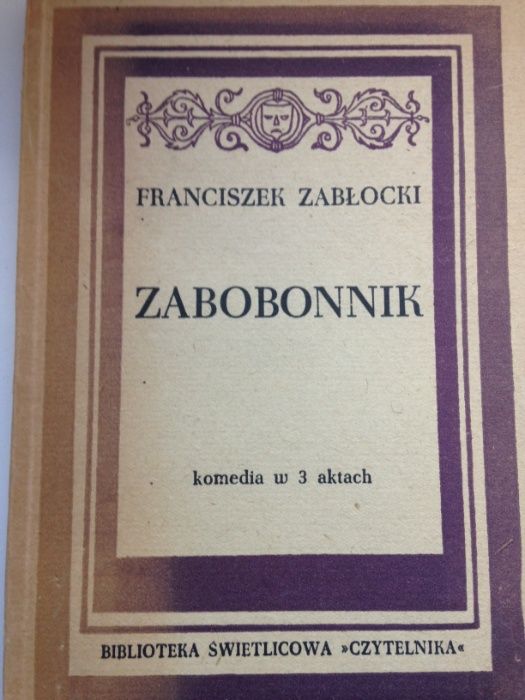 FRANCISZEK ZABŁOCKI
ZABOBONNIK
komedia w 3 aktach
BIBLIOTEKA ŚWIETLICOWA »CZYTELNIKA«